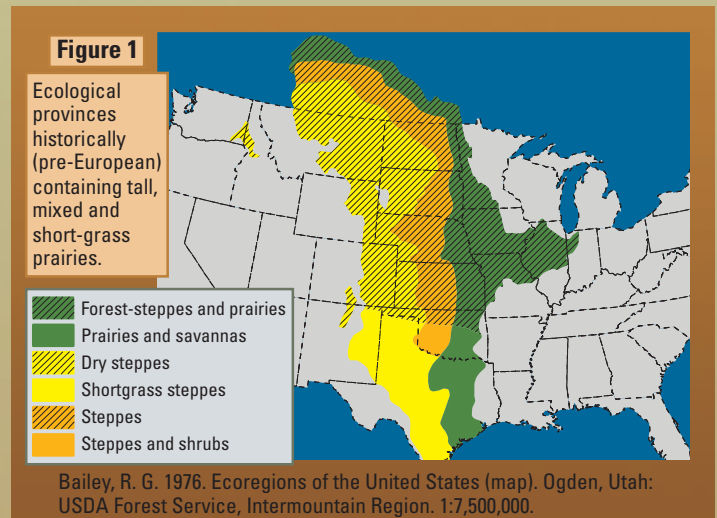 Figure 1
Ecological
provinces
historically
(pre-European)
containing tall,
mixed and
short-grass
prairies.
Forest-steppes and prairies
Prairies and savannas
Dry steppes
Shortgrass steppes
Steppes
Steppes and shrubs
Bailey, R. G. 1976. Ecoregions of the United States (map). Ogden, Utah:
USDA Forest Service, Intermountain Region. 1:7,500,000.